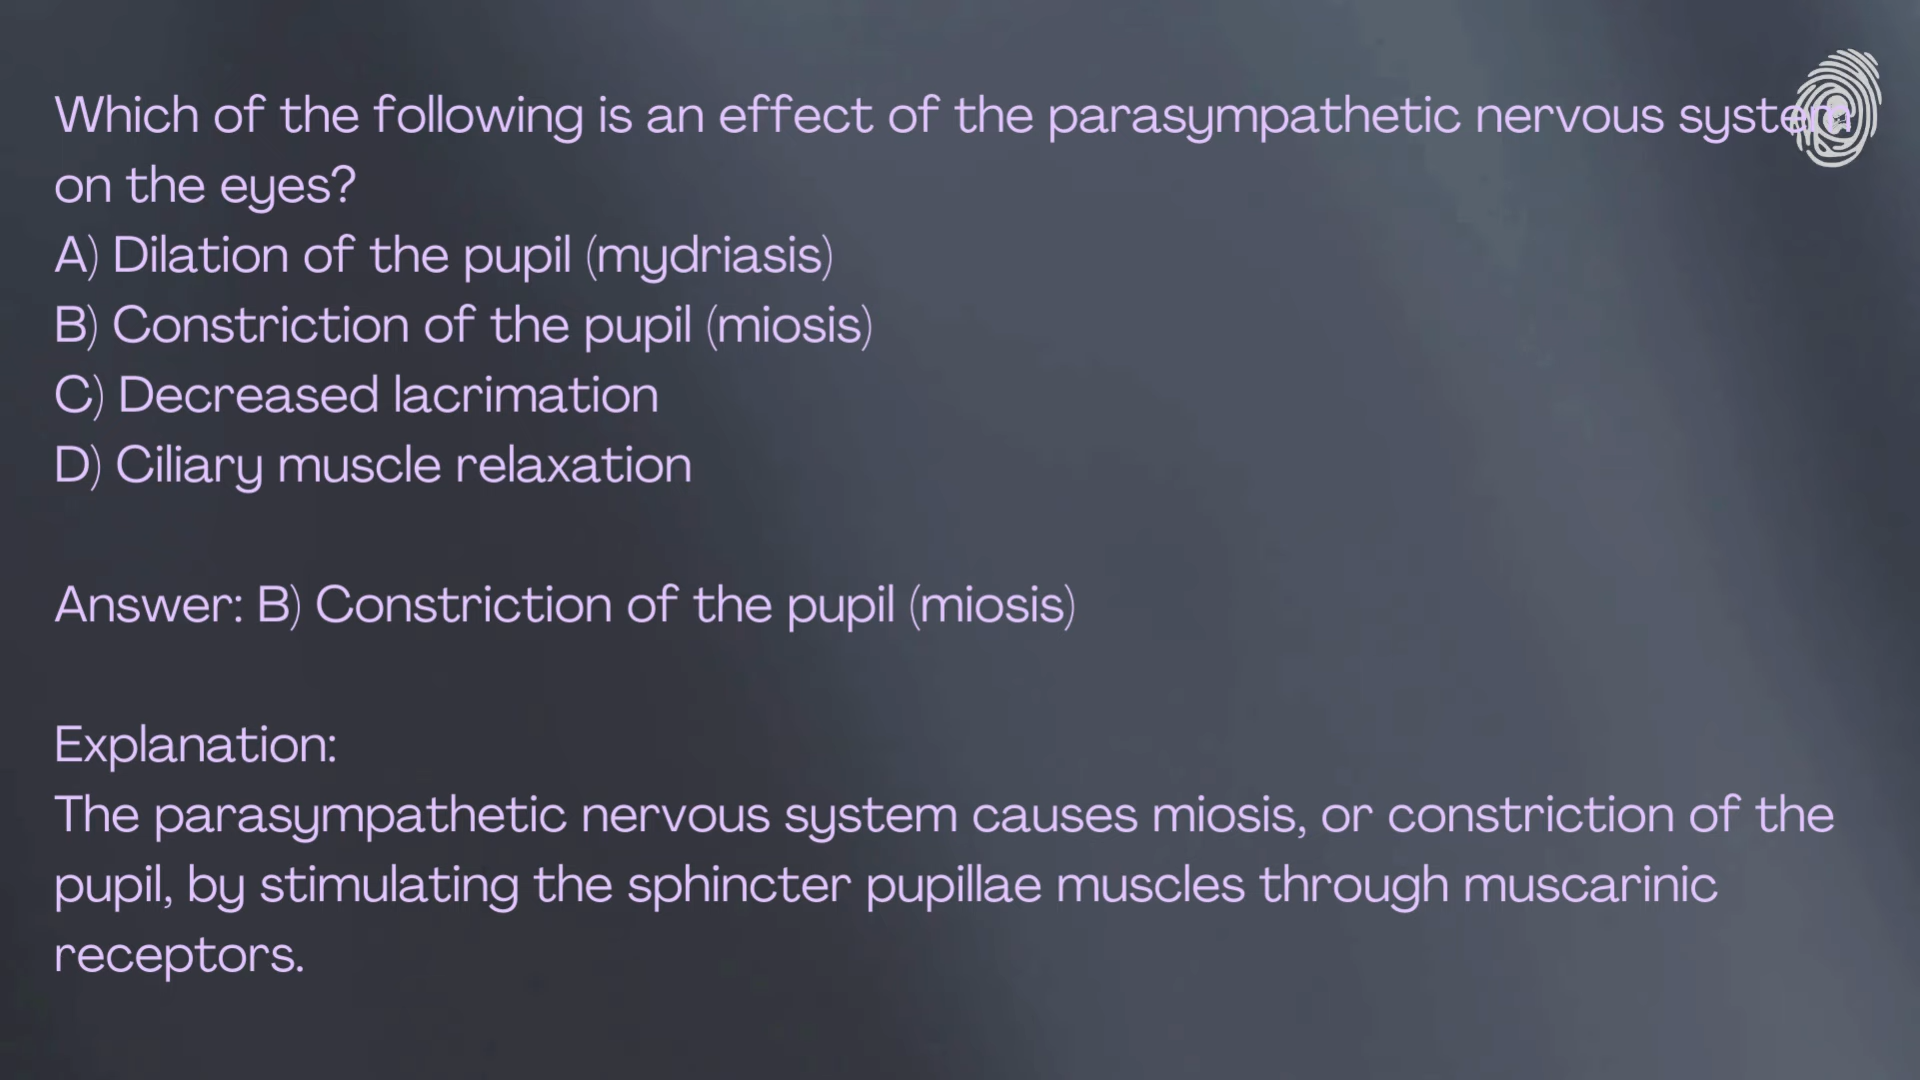 Which of the following is an effect of the parasympathetic nervous system
on the eyes?
A) Dilation of the pupil (mydriasis)
B) Constriction of the pupil (miosis)
C) Decreased lacrimation
D) Ciliary muscle relaxation
Answer: B) Constriction of the pupil (miosis)
Explanation:
The parasympathetic nervous system causes miosis, or constriction of the
pupil, by stimulating the sphincter pupillae muscles through muscarinic
receptors.